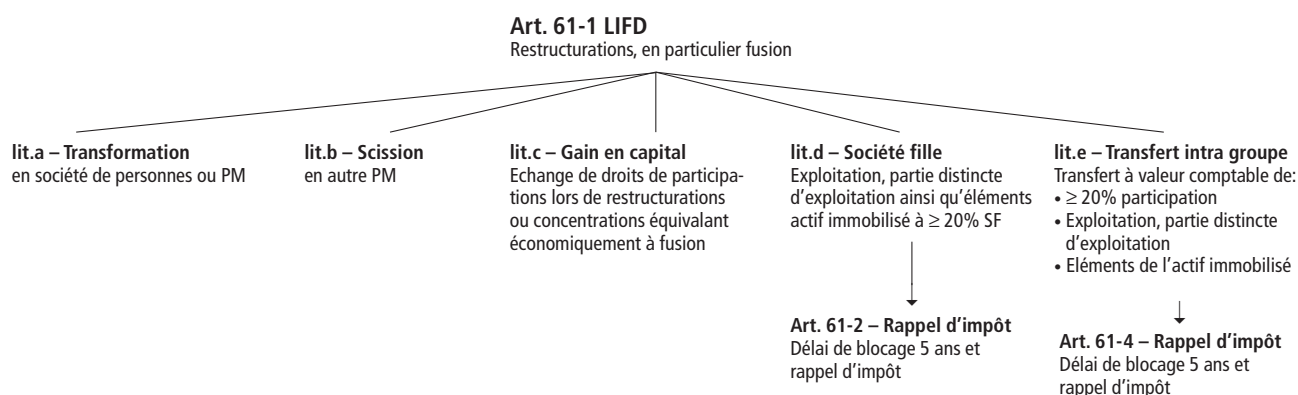 Art. 61-1 LIFD
Restructurations, en particulier fusion
lit.a – Transformation
en société de personnes ou PM
lit.b – Scission
en autre PM
lit.c – Gain en capital
Echange de droits de participa-
tions lors de restructurations
ou concentrations équivalant
économiquement à fusion
lit.d – Société fille
Exploitation, partie distincte
d'exploitation ainsi qu'éléments
actif immobilisé à ≥ 20% SF
Art. 61-2 – Rappel d'impôt
Délai de blocage 5 ans et
rappel d'impôt
lit.e – Transfert intra groupe
Transfert à valeur comptable de:
• ≥ 20% participation
• Exploitation, partie distincte
d'exploitation
• Eléments de l'actif immobilisé
Art. 61-4 – Rappel d'impôt
Délai de blocage 5 ans et
rappel d'impôt